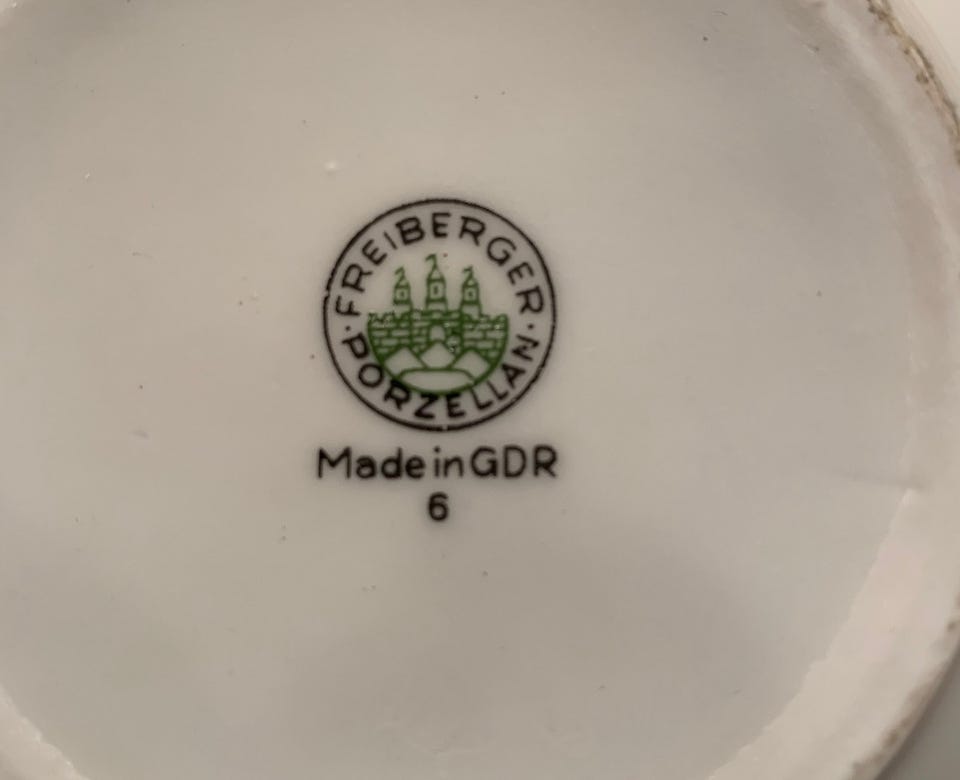 ·FREIBERGER·
PORZELLAN
Made in GDR
6